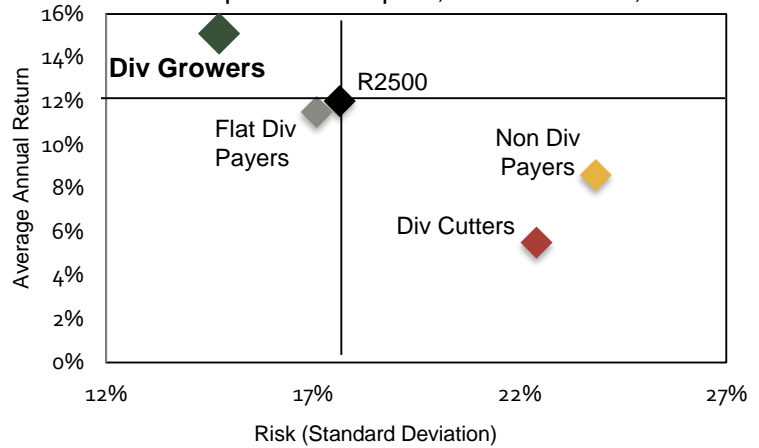 16%
14%
12%
10%
8%
6%
4%
2%
0%
Average Annual Return
Div Growers
R2500
Flat Div
Payers
Non Div
Payers
Div Cutters
12%
17%
22%
27%
Risk (Standard Deviation)